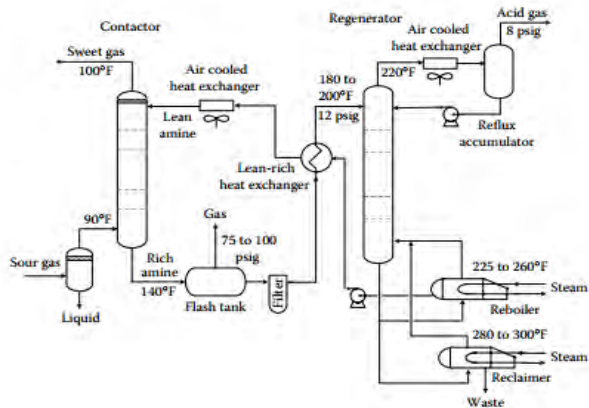 Contactor
Sweet gas
100°F
Air cooled
heat exchanger
Lean
amine
90°F
Sour gas
Liquid
Rich
amine
140°F
Gas
75 to 100
psig
Flash tank
Filter
Lean-rich
heat exchanger
180 to
200°F
12 psig
Regenerator
220°F
Air cooled
heat exchanger
Acid gas
8 psig
Reflux
accumulator
225 to 260°F
Steam
Reboiler
280 to 300°F
Steam
Reclaimer
Waste